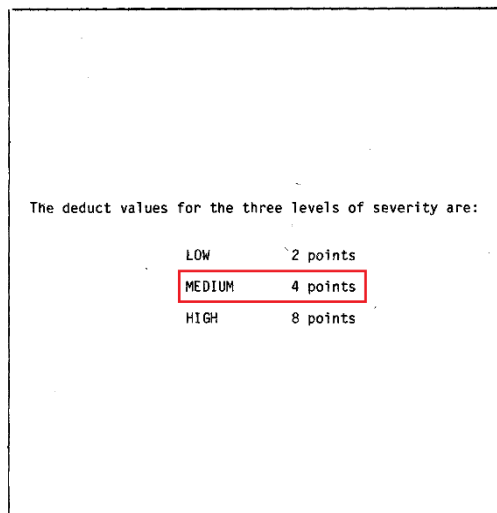 The deduct values for the three levels of severity are:
LOW 2 points
MEDIUM 4 points
HIGH 8 points